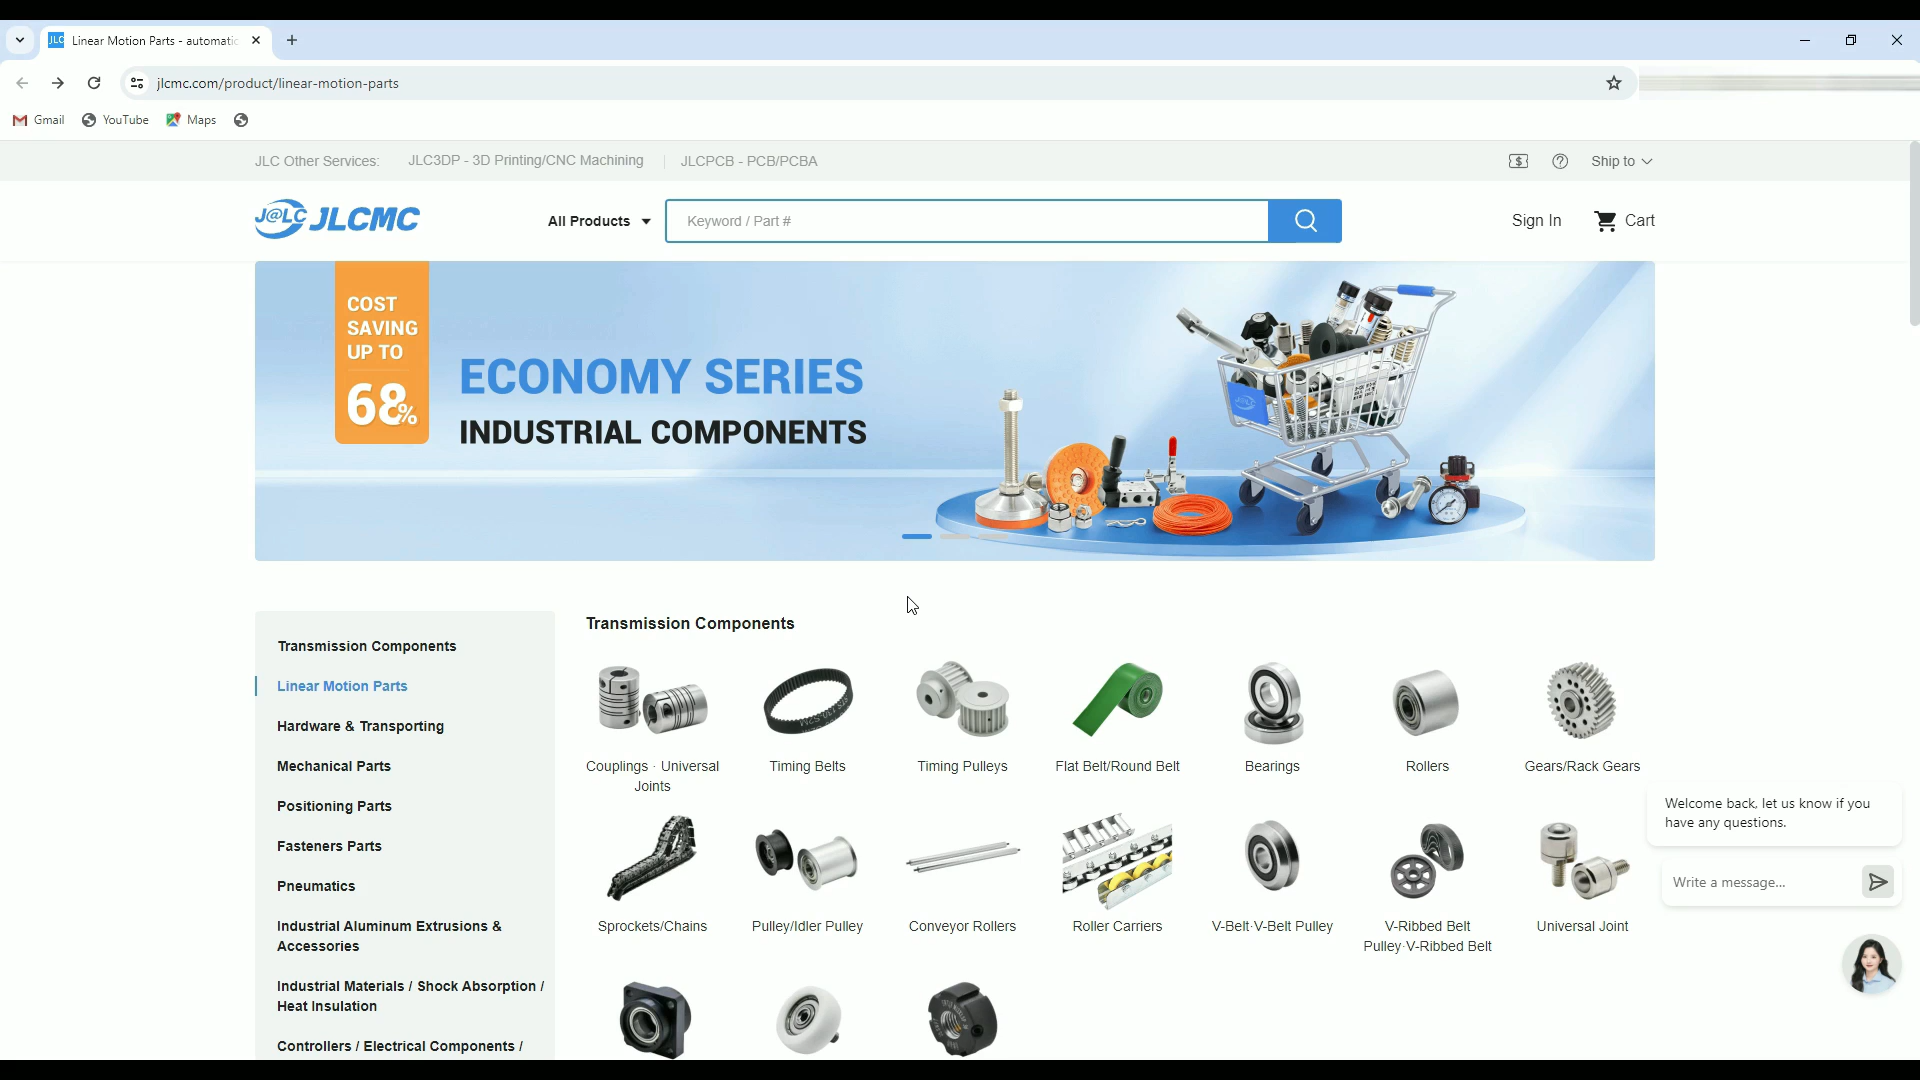 Linear Motion Parts - automatic
jlcmc.com/product/linear-motion-parts
Gmail YouTube Maps
JLC Other Services: JLC3DP - 3D Printing/CNC Machining JLCPCB - PCB/PCBA Ship to
J@LC JLCMC All Products Keyword / Part # Sign In Cart
COST
SAVING
UP TO
68%
ECONOMY SERIES
INDUSTRIAL COMPONENTS
Transmission Components
Linear Motion Parts
Hardware & Transporting
Mechanical Parts
Positioning Parts
Fasteners Parts
Pneumatics
Industrial Aluminum Extrusions &
Accessories
Industrial Materials / Shock Absorption /
Heat Insulation
Controllers / Electrical Components /
Transmission Components
Couplings · Universal
Joints
Timing Belts
Timing Pulleys
Flat Belt/Round Belt
Bearings
Rollers
Gears/Rack Gears
Sprockets/Chains
Pulley/Idler Pulley
Conveyor Rollers
Roller Carriers
V-Belt·V-Belt Pulley
V-Ribbed Belt
Pulley·V-Ribbed Belt
Universal Joint
Welcome back, let us know if you
have any questions.
Write a message...